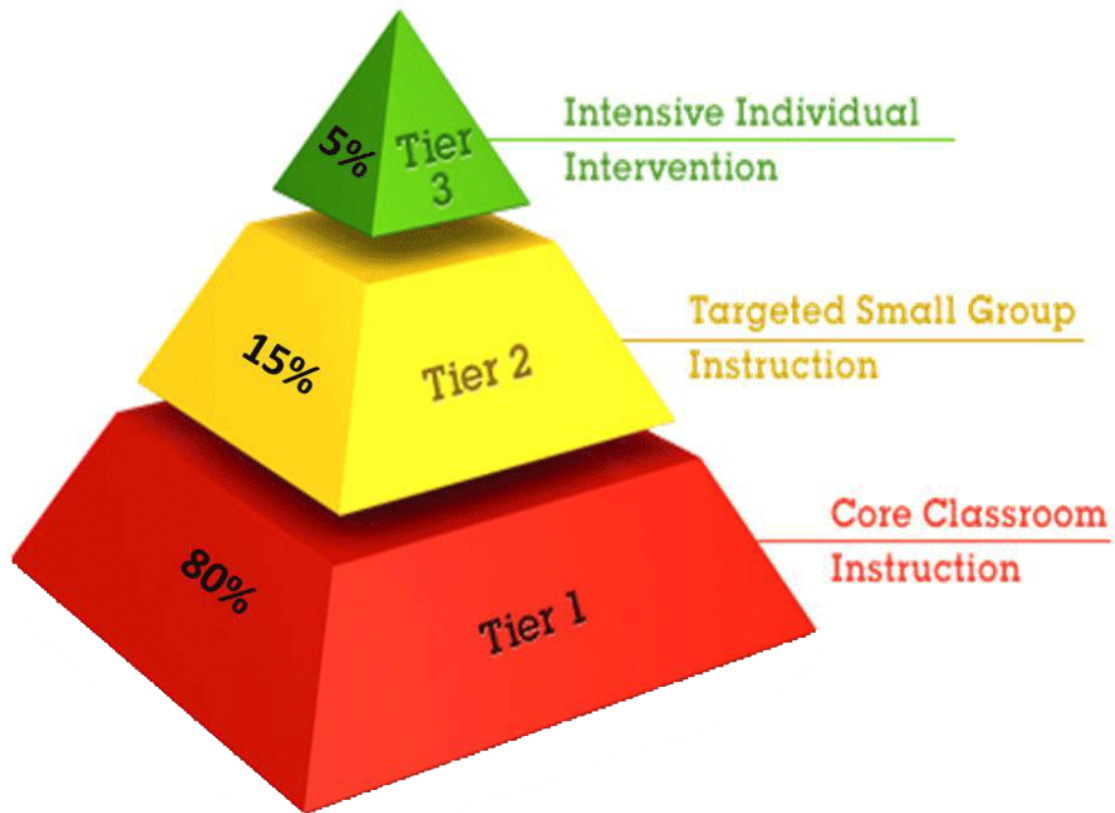 5%
Tier
3
Intensive Individual
Intervention
15%
Tier 2
Targeted Small Group
Instruction
80%
Tier 1
Core Classroom
Instruction